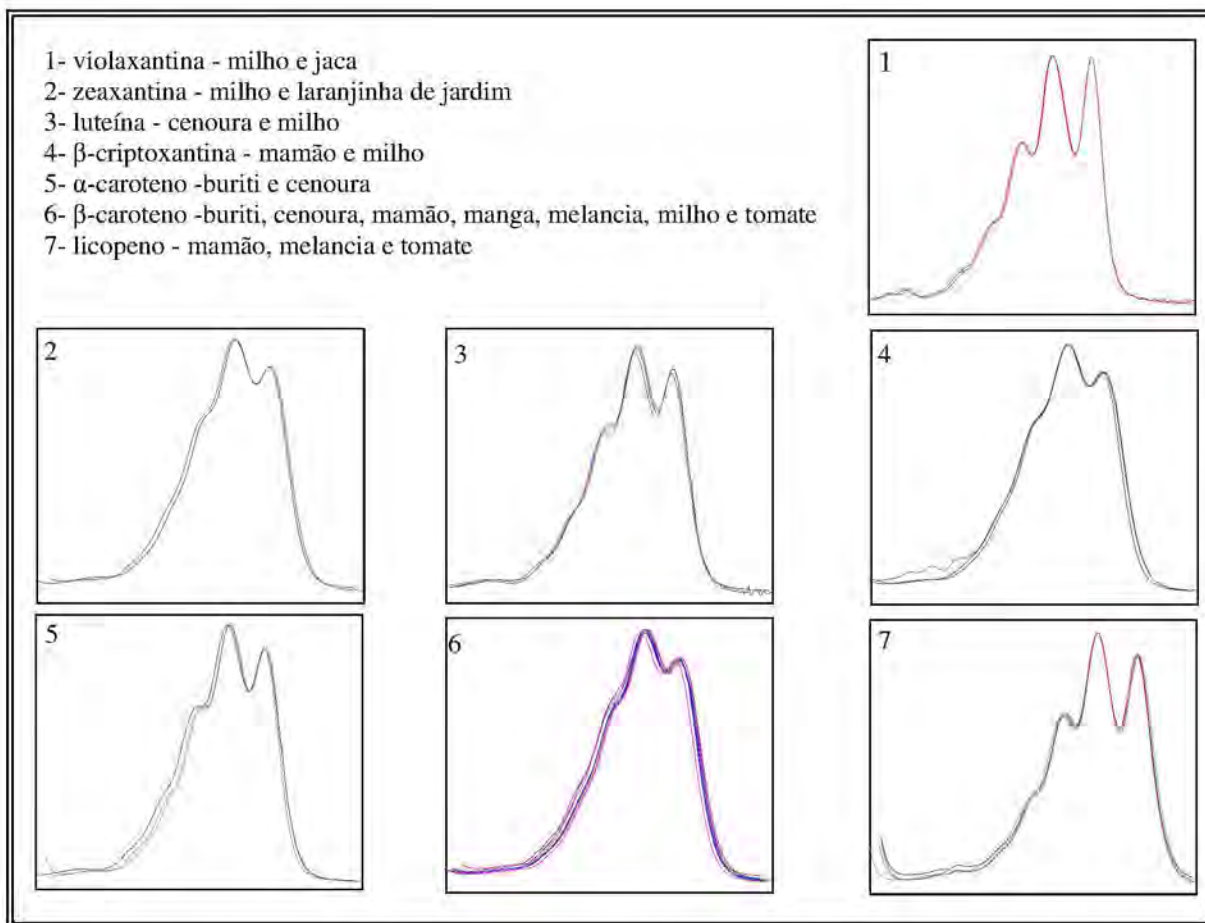 1- violaxantina - milho e jaca
2- zeaxantina - milho e laranjinha de jardim
3- luteína - cenoura e milho
4- β-criptoxantina - mamão e milho
5- α-caroteno -buriti e cenoura
6- β-caroteno -buriti, cenoura, mamão, manga, melancia, milho e tomate
7- licopeno - mamão, melancia e tomate
1
2
3
4
5
6
7